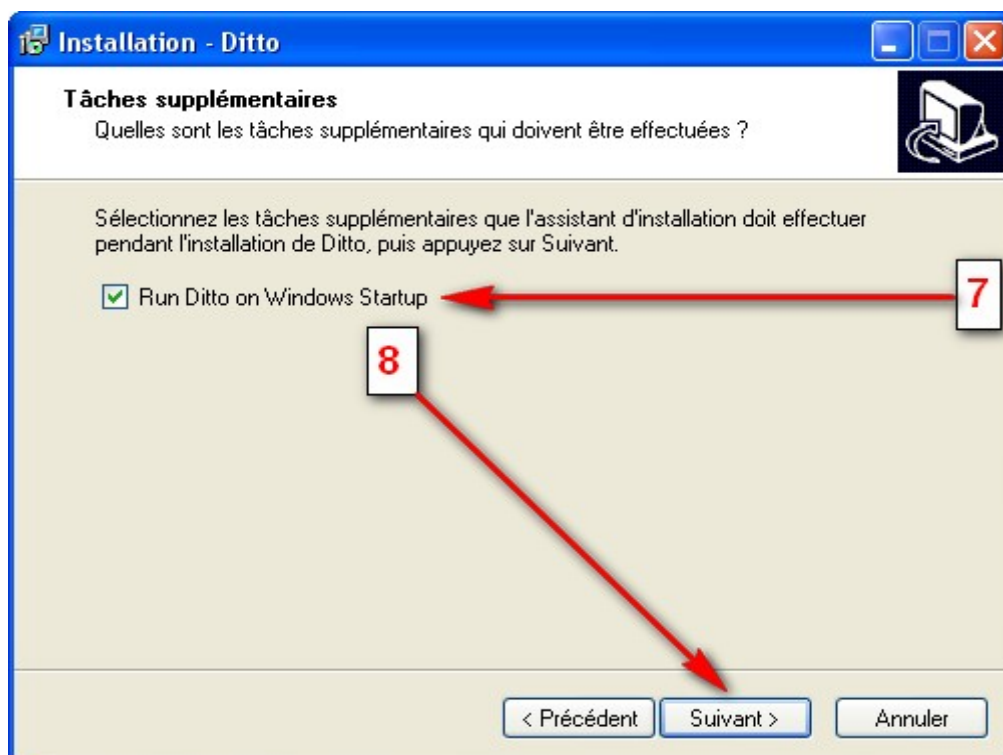 Installation - Ditto
Tâches supplémentaires
Quelles sont les tâches supplémentaires qui doivent être effectuées ?
Sélectionnez les tâches supplémentaires que l'assistant d'installation doit effectuer
pendant l'installation de Ditto, puis appuyez sur Suivant.
Run Ditto on Windows Startup
7
8
< Précédent
Suivant >
Annuler